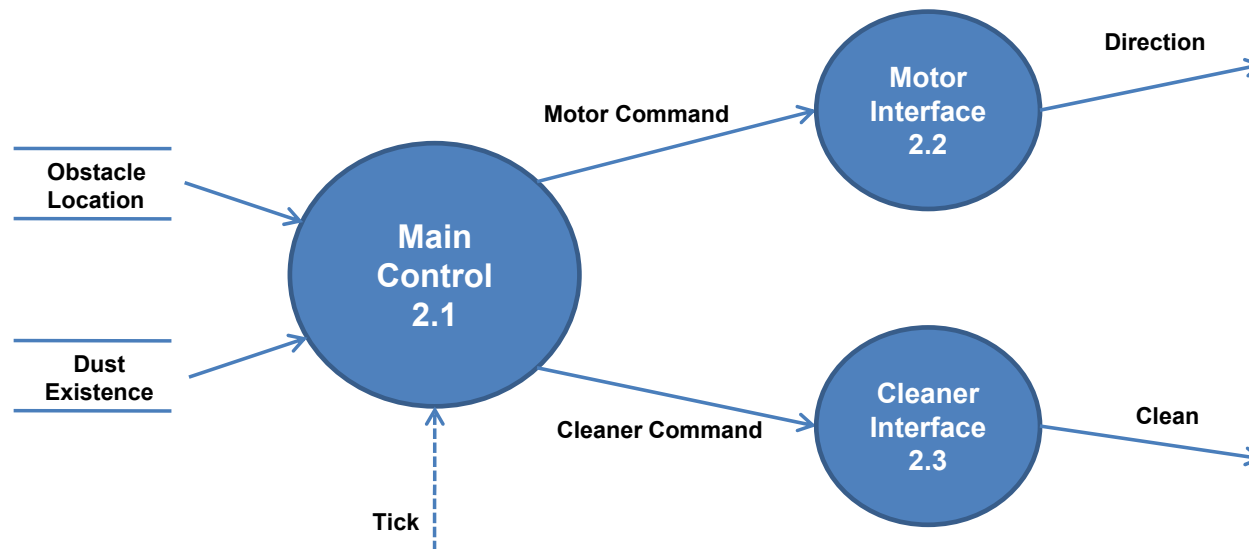 Direction
Motor
Interface
2.2
Motor Command
Obstacle
Location
Main
Control
2.1
Dust
Existence
Cleaner
Interface
2.3
Clean
Cleaner Command
Tick